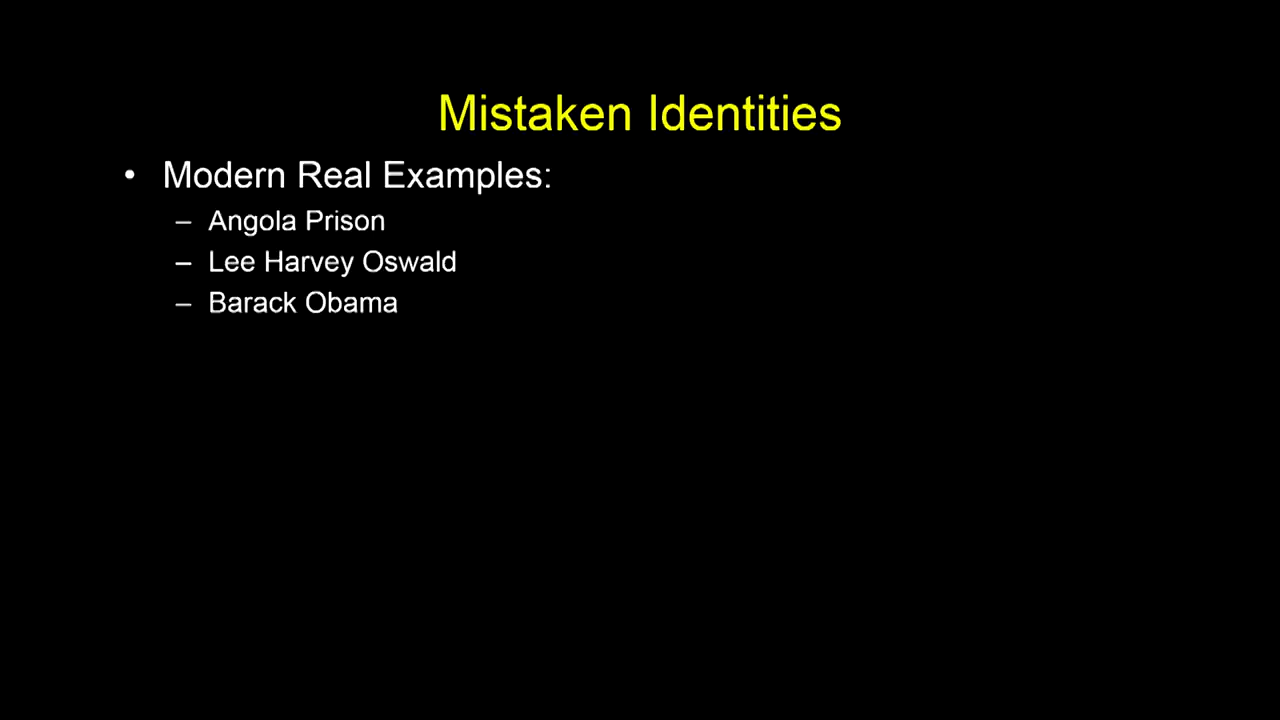 Mistaken Identities
• Modern Real Examples:
– Angola Prison
– Lee Harvey Oswald
– Barack Obama